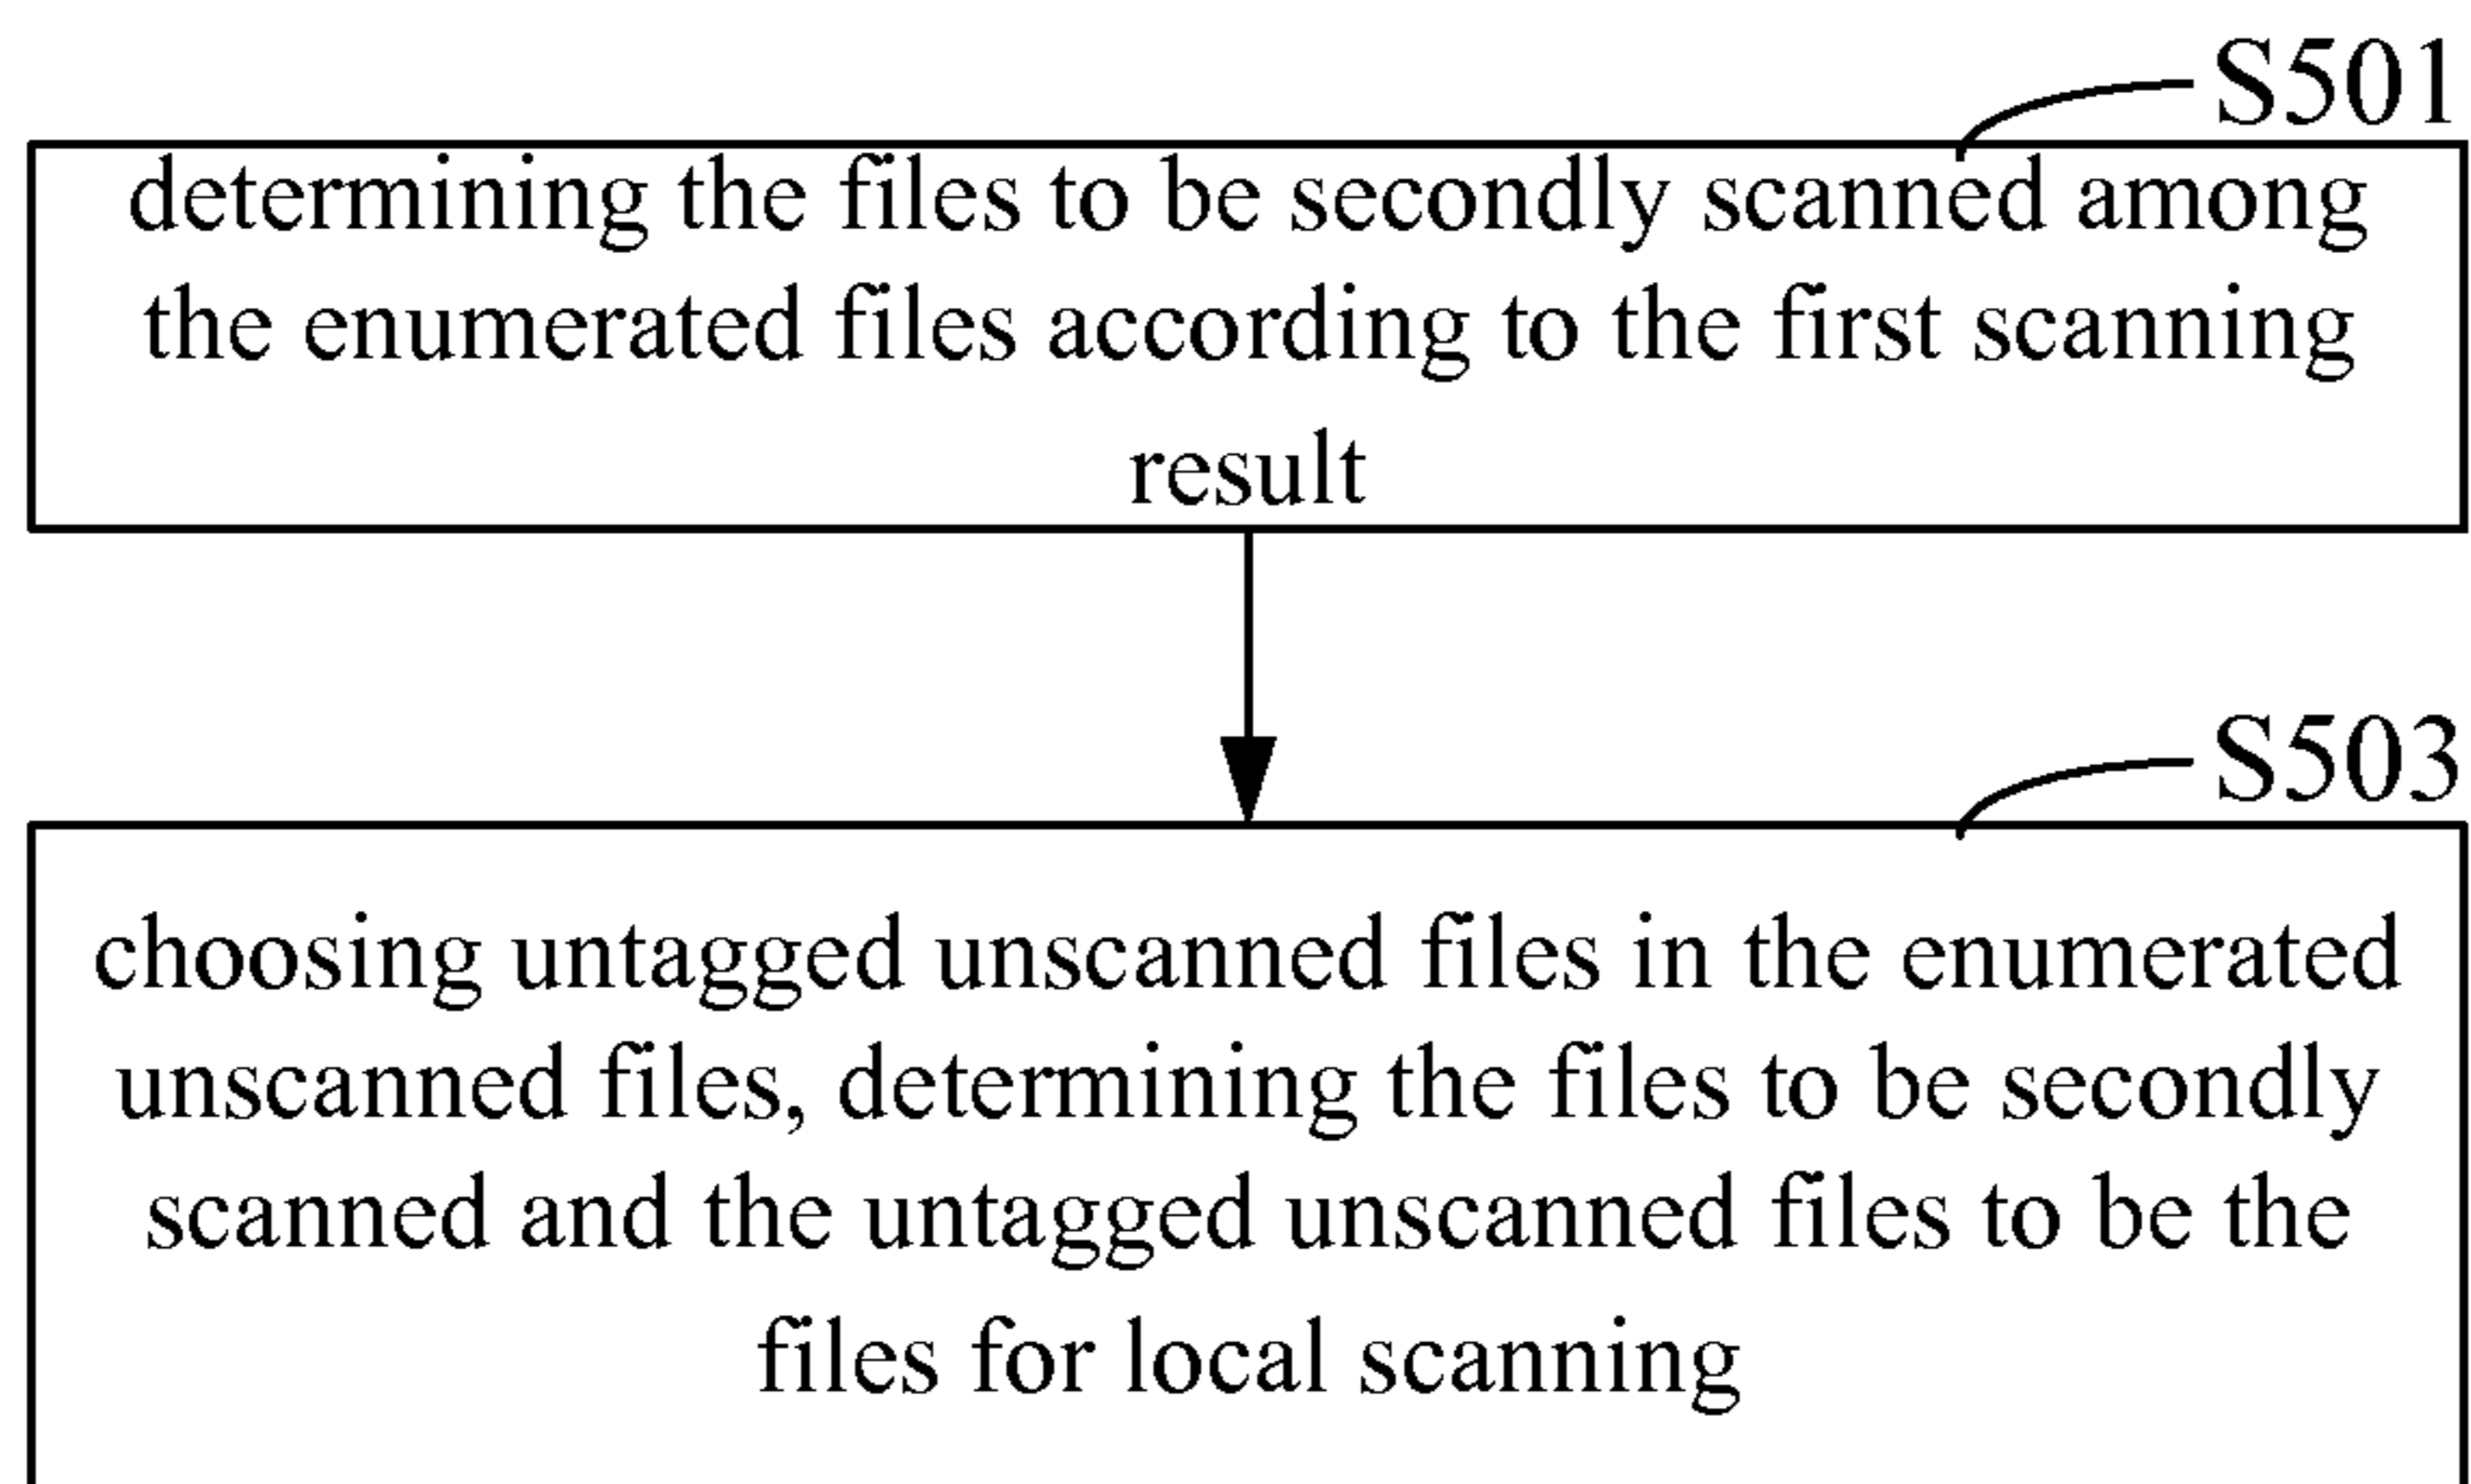 S501
determining the files to be secondly scanned among
the enumerated files according to the first scanning
result
S503
choosing untagged unscanned files in the enumerated
unscanned files, determining the files to be secondly
scanned and the untagged unscanned files to be the
files for local scanning